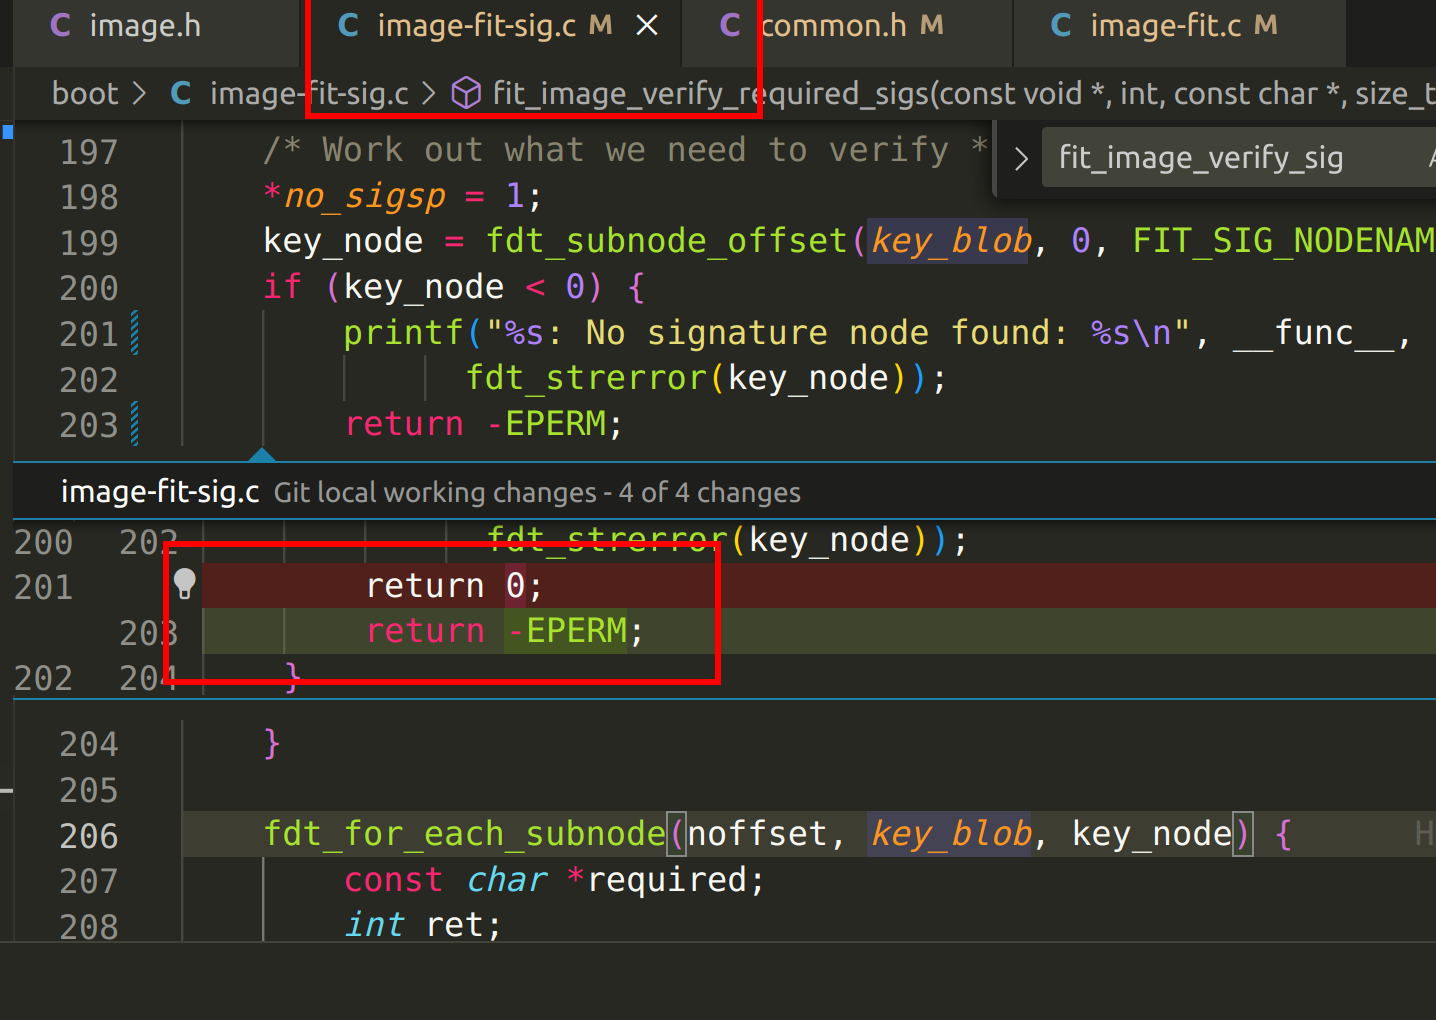 C image.h C image-fit-sig.c M × C common.h M C image-fit.c M
boot > C image-fit-sig.c > fit_image_verify_required_sigs(const void *, int, const char *, size_t
197 /* Work out what we need to verify *
> fit_image_verify_sig
198 *no_sigsp = 1;
199 key_node = fdt_subnode_offset(key_blob, 0, FIT_SIG_NODENAM
200 if (key_node < 0) {
201 printf("%s: No signature node found: %s\n", __func__,
202 fdt_strerror(key_node));
203 return -EPERM;
image-fit-sig.c Git local working changes - 4 of 4 changes
200 202 fdt_strerror(key_node));
201 return 0;
203 return -EPERM;
202 204 }
204 }
205
206 fdt_for_each_subnode(noffset, key_blob, key_node) {
207 const char *required;
208 int ret;